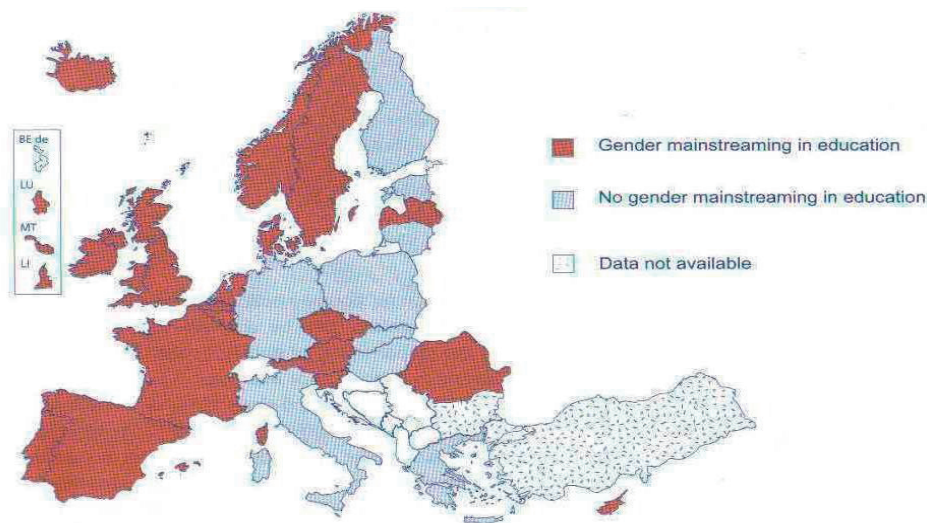 BE de
LU
MT
LI
Gender mainstreaming in education
No gender mainstreaming in education
Data not available